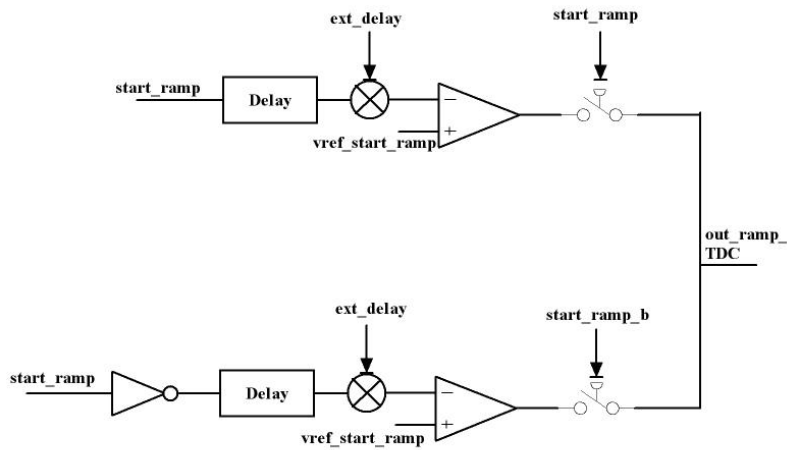 ext_delay
start_ramp
start_ramp
Delay
−
+
vref_start_ramp
out_ramp_
TDC
ext_delay
start_ramp_b
start_ramp
Delay
−
+
vref_start_ramp